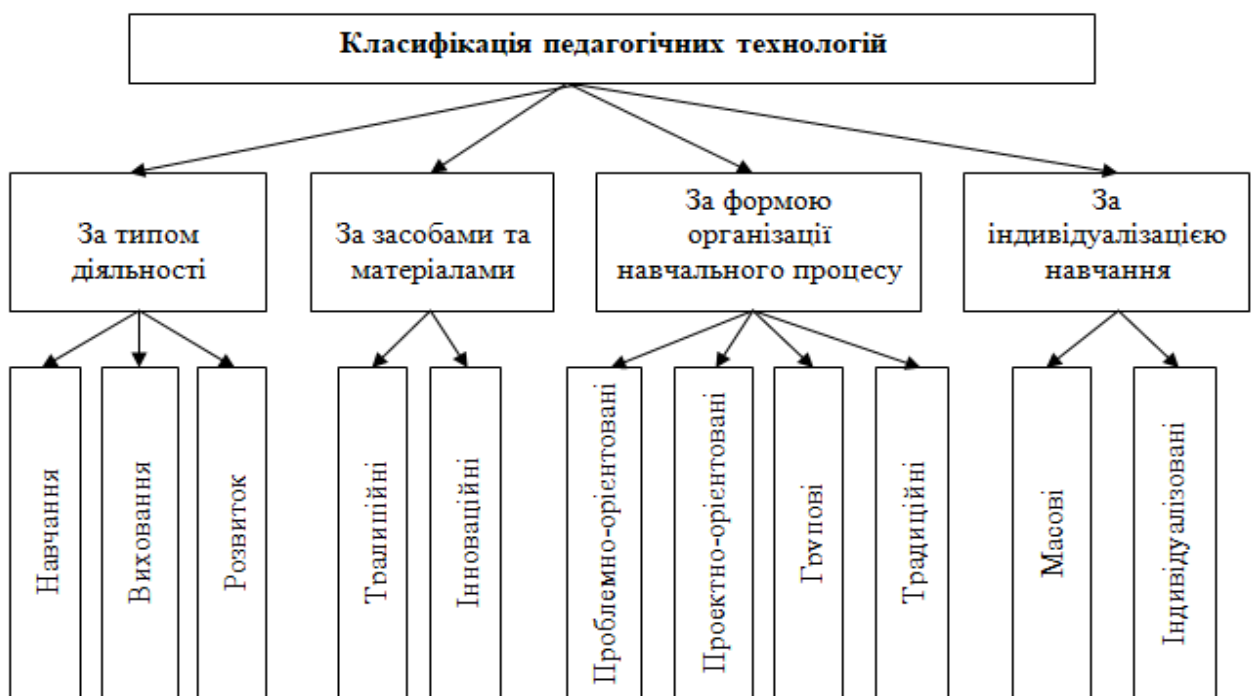 Класифікація педагогічних технологій
За типом
діяльності
За засобами та
матеріалами
За формою
організації
навчального процесу
За
індивідуалізацією
навчання
Навчання
Виховання
Розвиток
Традиційні
Інноваційні
Проблемно-орієнтовані
Проектно-орієнтовані
Групові
Традиційні
Масові
Індивідуалізовані